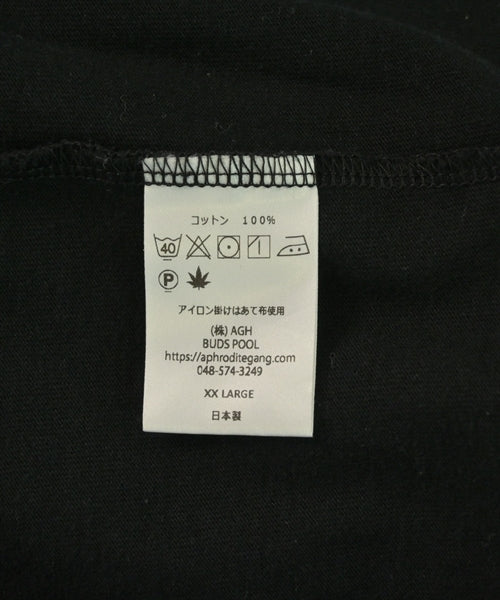 コットン 100%
40
P
アイロン掛けはあて布使用
(株) AGH
BUDS POOL
https://aphroditegang.com
048-574-3249
XX LARGE
日本製